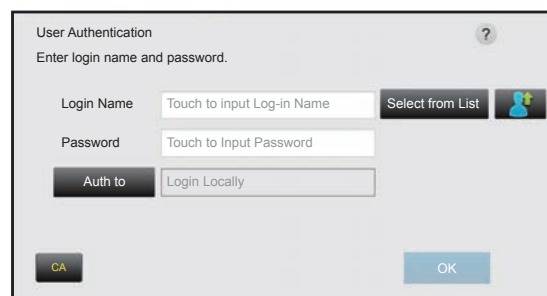 User Authentication
?
Enter login name and password.
Login Name
Touch to input Log-in Name
Select from List
Password
Touch to Input Password
Auth to
Login Locally
CA
OK